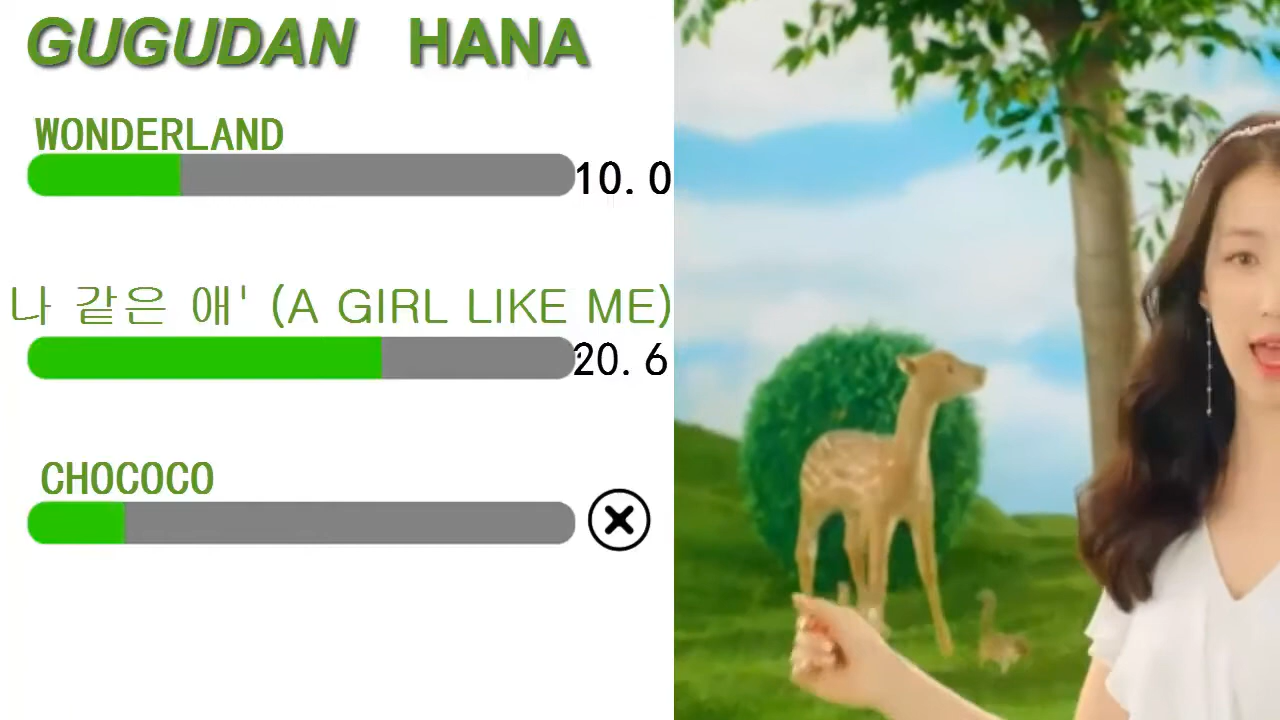 GUGUDAN HANA
WONDERLAND
10.0
나 같은 애' (A GIRL LIKE ME)
20.6
CHOCOCO